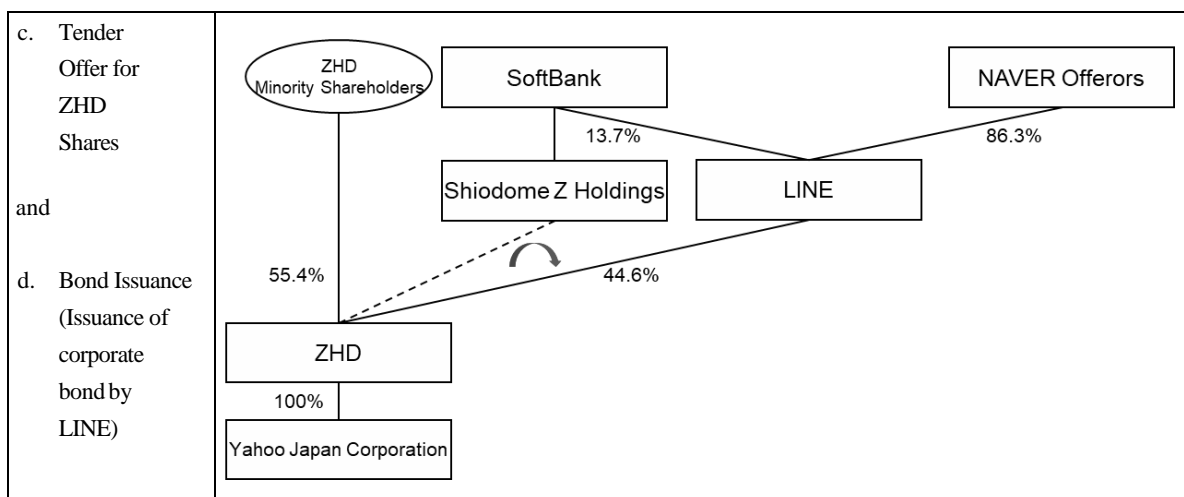 c. Tender
Offer for
ZHD
Shares
and
d. Bond Issuance
(Issuance of
corporate
bond by
LINE)
ZHD
Minority Shareholders
SoftBank
NAVER Offerors
13.7%
86.3%
Shiodome Z Holdings
LINE
55.4%
44.6%
ZHD
100%
Yahoo Japan Corporation